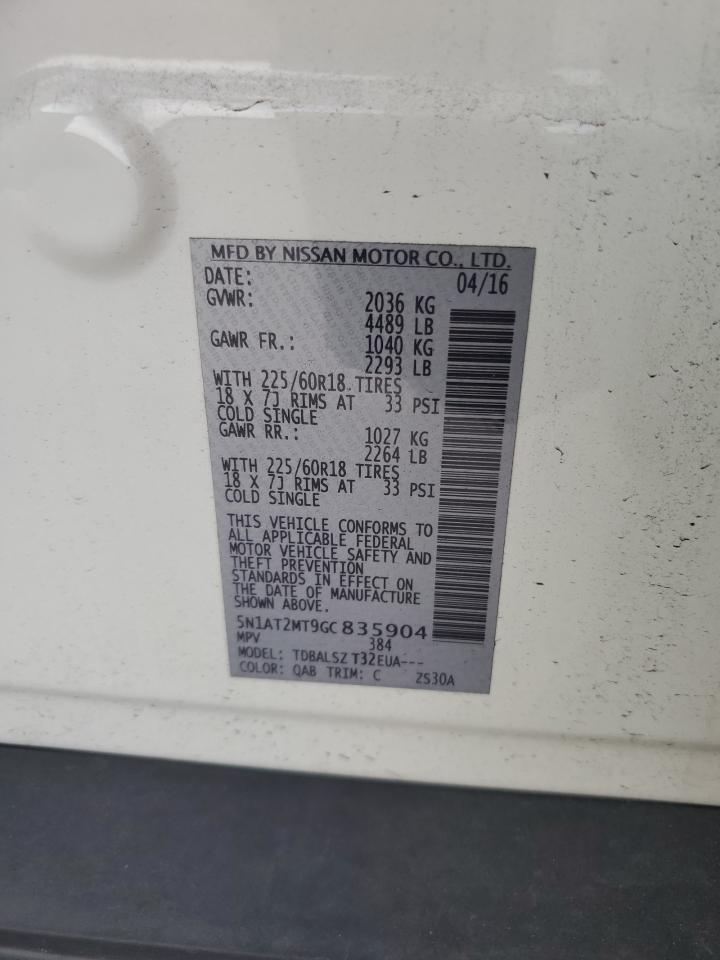 MFD BY NISSAN MOTOR CO., LTD.
DATE: 04/16
GVWR: 2036 KG
4489 LB
GAWR FR.: 1040 KG
2293 LB
WITH 225/60R18 TIRES
18 X 7J RIMS AT 33 PSI
COLD SINGLE
GAWR RR.: 1027 KG
2264 LB
WITH 225/60R18 TIRES
18 X 7J RIMS AT 33 PSI
COLD SINGLE
THIS VEHICLE CONFORMS TO
ALL APPLICABLE FEDERAL
MOTOR VEHICLE SAFETY AND
THEFT PREVENTION
STANDARDS IN EFFECT ON
THE DATE OF MANUFACTURE
SHOWN ABOVE.
5N1AT2MT9GC835904
MPV 384
MODEL: TDBALSZ T32EUA---
COLOR: QAB TRIM: C ZS30A